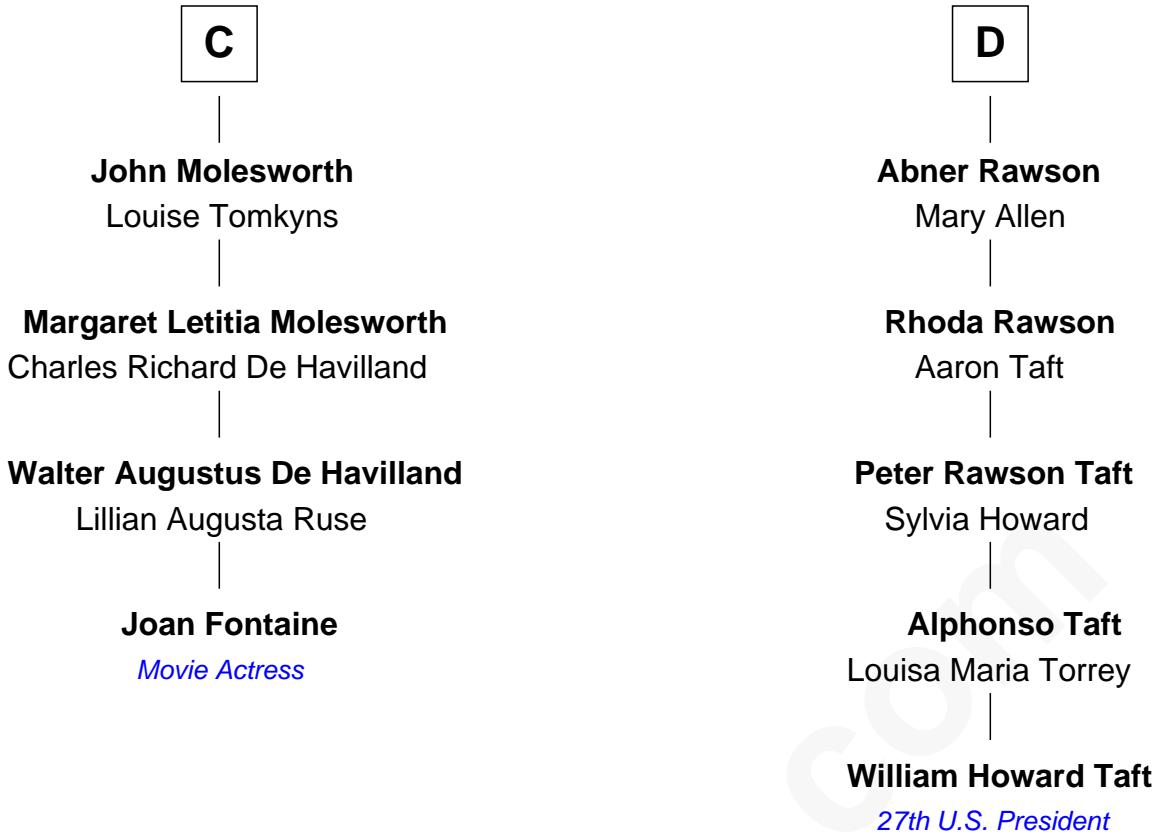 C
John Molesworth
Louise Tomkyns
Margaret Letitia Molesworth
Charles Richard De Havilland
Walter Augustus De Havilland
Lillian Augusta Ruse
Joan Fontaine
Movie Actress
D
Abner Rawson
Mary Allen
Rhoda Rawson
Aaron Taft
Peter Rawson Taft
Sylvia Howard
Alphonso Taft
Louisa Maria Torrey
William Howard Taft
27th U.S. President
com